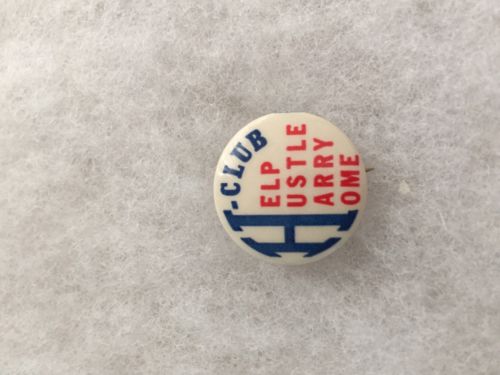 H-CLUB
ELP
USTLE
ARRY
OME